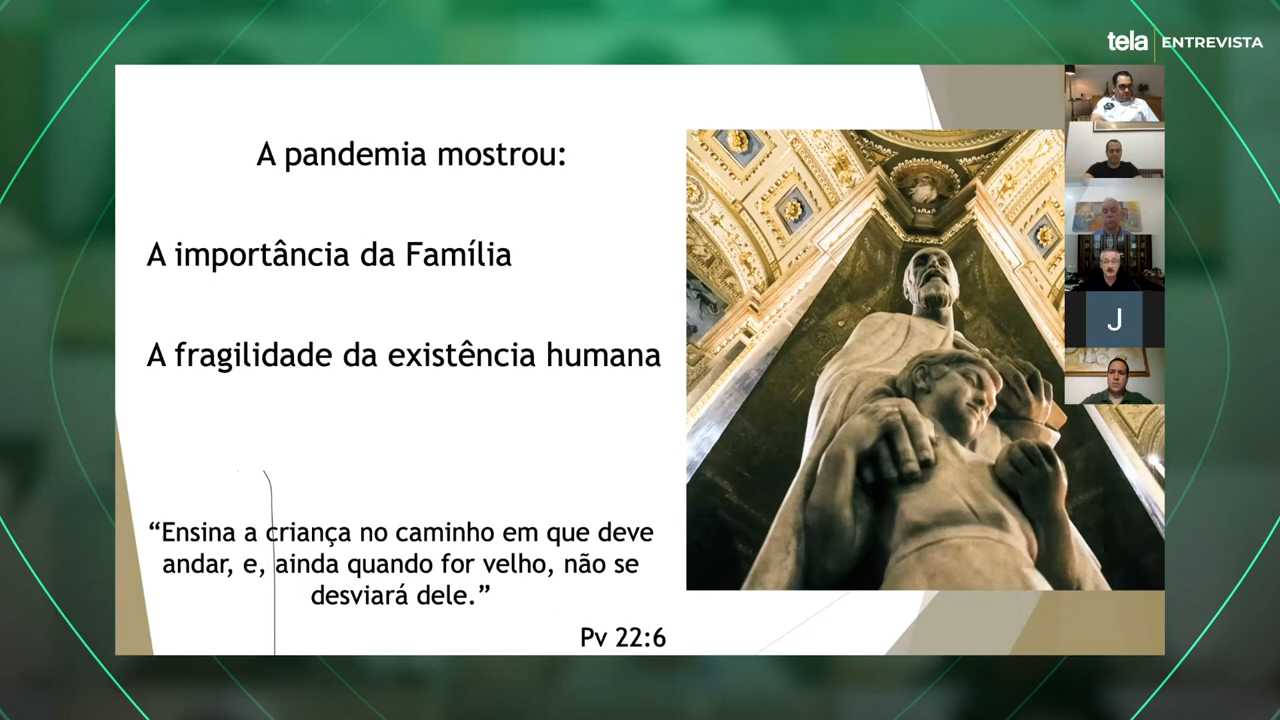 tela ENTREVISTA
A pandemia mostrou:
A importância da Família
A fragilidade da existência humana
J
“Ensina a criança no caminho em que deve
andar, e, ainda quando for velho, não se
desviará dele.”
Pv 22:6